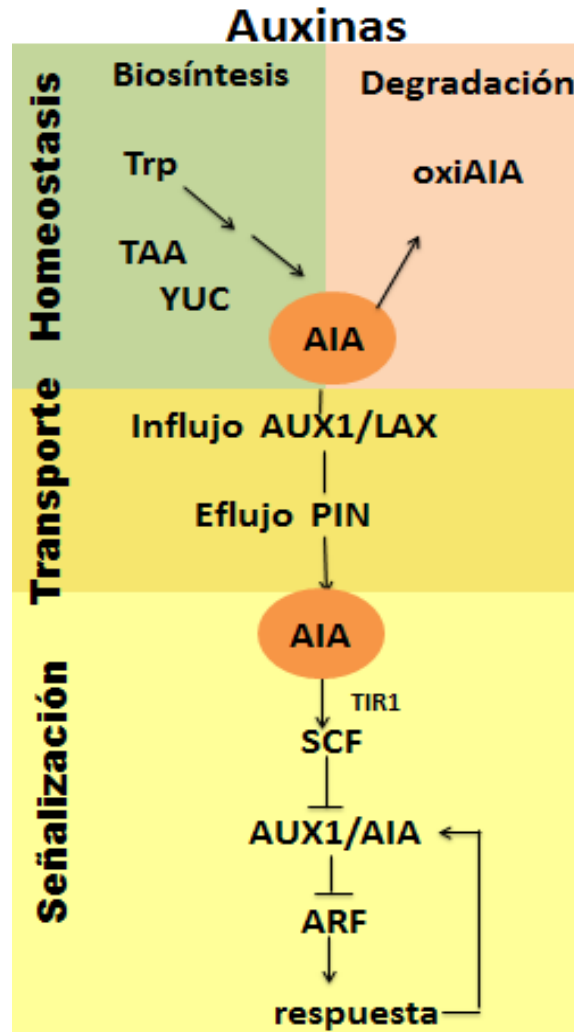 Auxinas
Homeostasis
Biosíntesis
Degradación
Trp
oxiAIA
TAA
YUC
AIA
Transporte
Influjo AUX1/LAX
Eflujo PIN
Señalización
AIA
TIR1
SCF
AUX1/AIA
ARF
respuesta